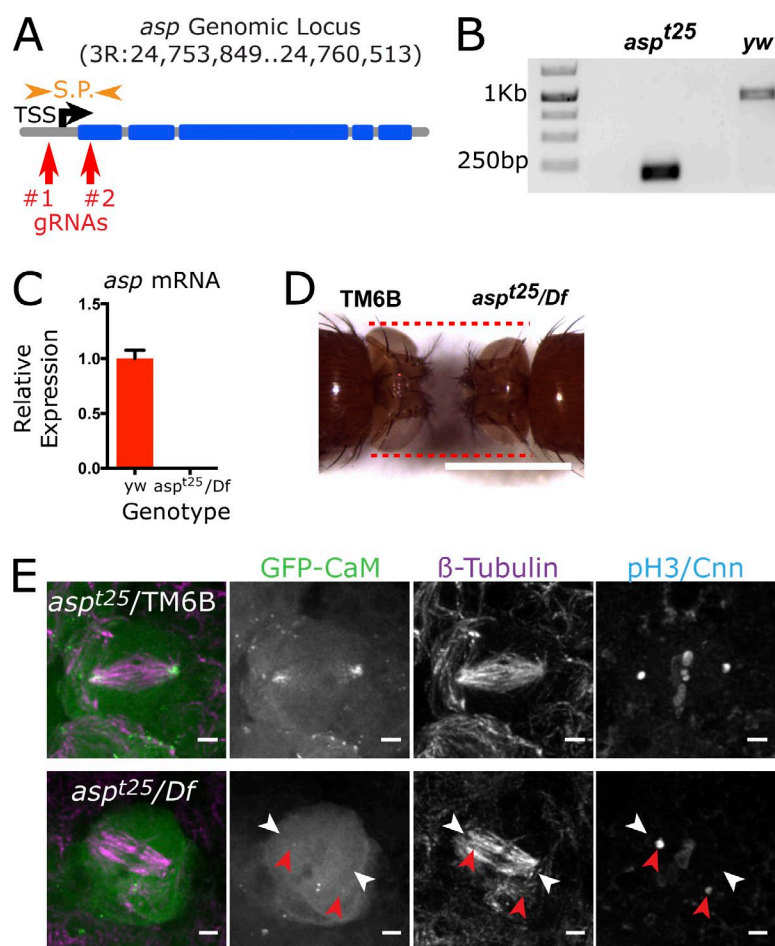 A
asp Genomic Locus
(3R:24,753,849..24,760,513)
S.P.
TSS
#1 #2
gRNAs
B
aspt25 yw
1Kb
250bp
C
asp mRNA
Relative
Expression
1.5
1.0
0.5
0.0
yw aspt25/Df
Genotype
D
TM6B aspt25/Df
E
GFP-CaM ß-Tubulin pH3/Cnn
aspt25/TM6B
aspt25/Df